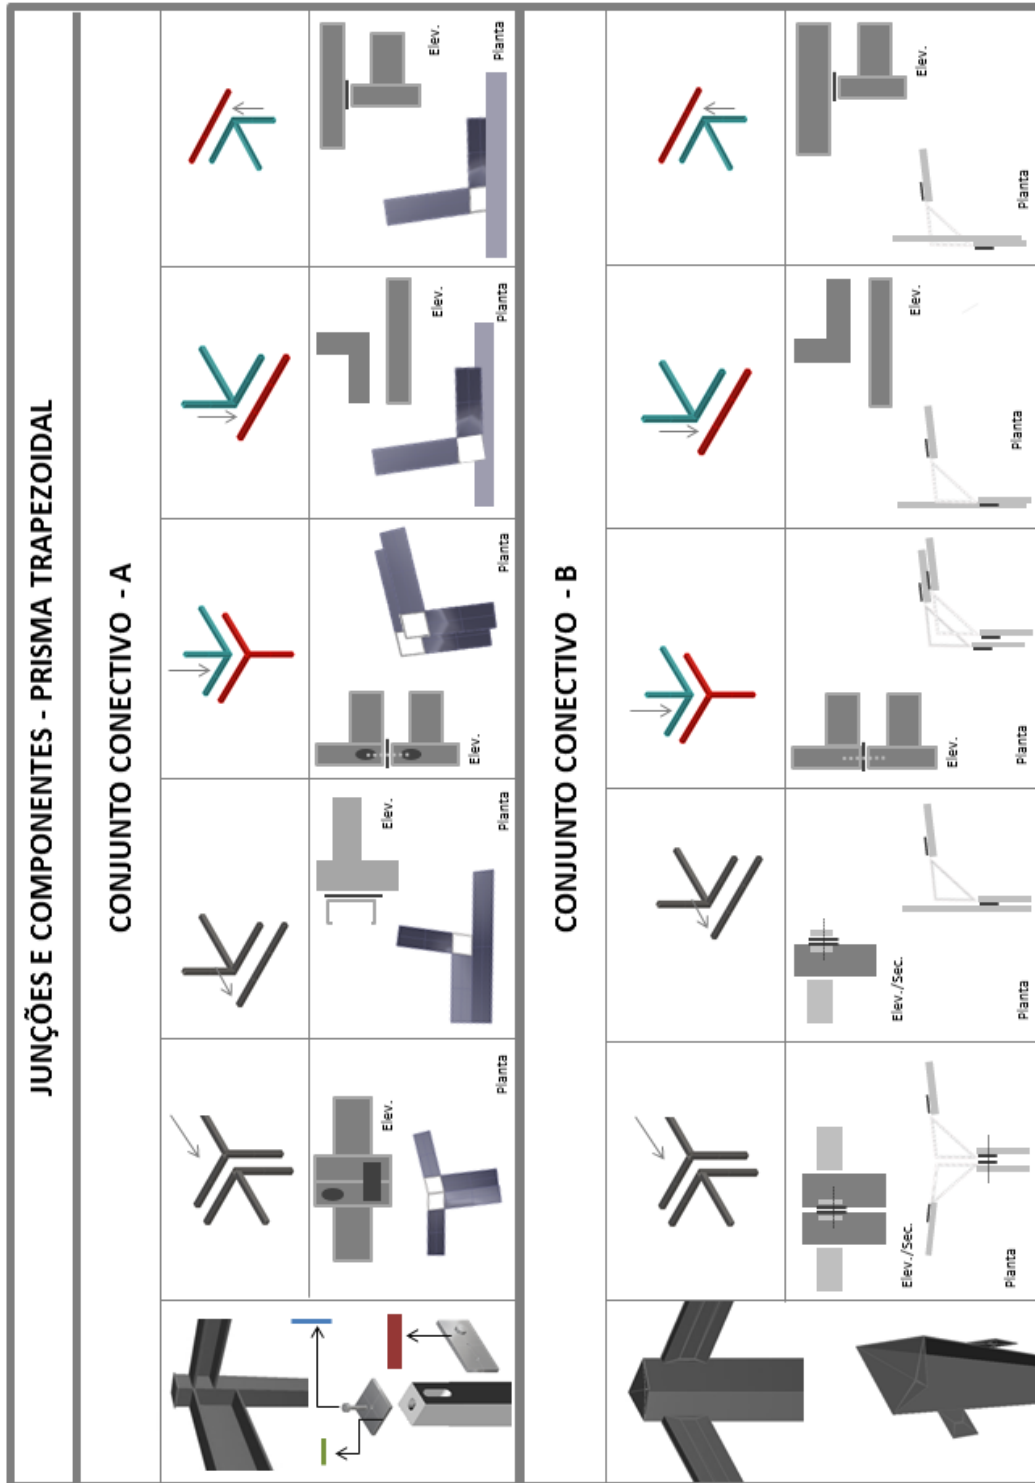 JUNÇÕES E COMPONENTES - PRISMA TRAPEZOIDAL
CONJUNTO CONECTIVO - A
Elev.
Planta
Elev.
Planta
Elev.
Planta
Elev.
Planta
Elev.
Planta
CONJUNTO CONECTIVO - B
Elev./Sec.
Planta
Elev./Sec.
Planta
Elev.
Planta
Elev.
Planta
Elev.
Planta